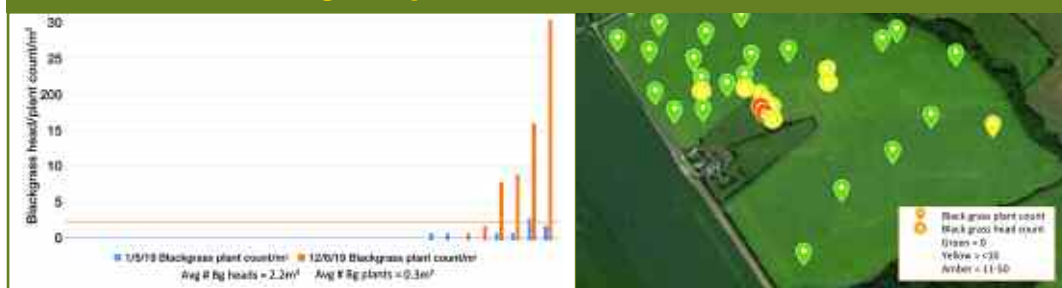 Blackgrass head/plant count/m²
30
25
20
15
10
5
0
1/5/19 Blackgrass plant count/m² 12/6/19 Blackgrass plant count/m²
Avg # Bg heads = 2.2m² Avg # Bg plants = 0.3m²
Black grass plant count
Black grass head count
Green = 0
Yellow > <10
Amber = 11-50